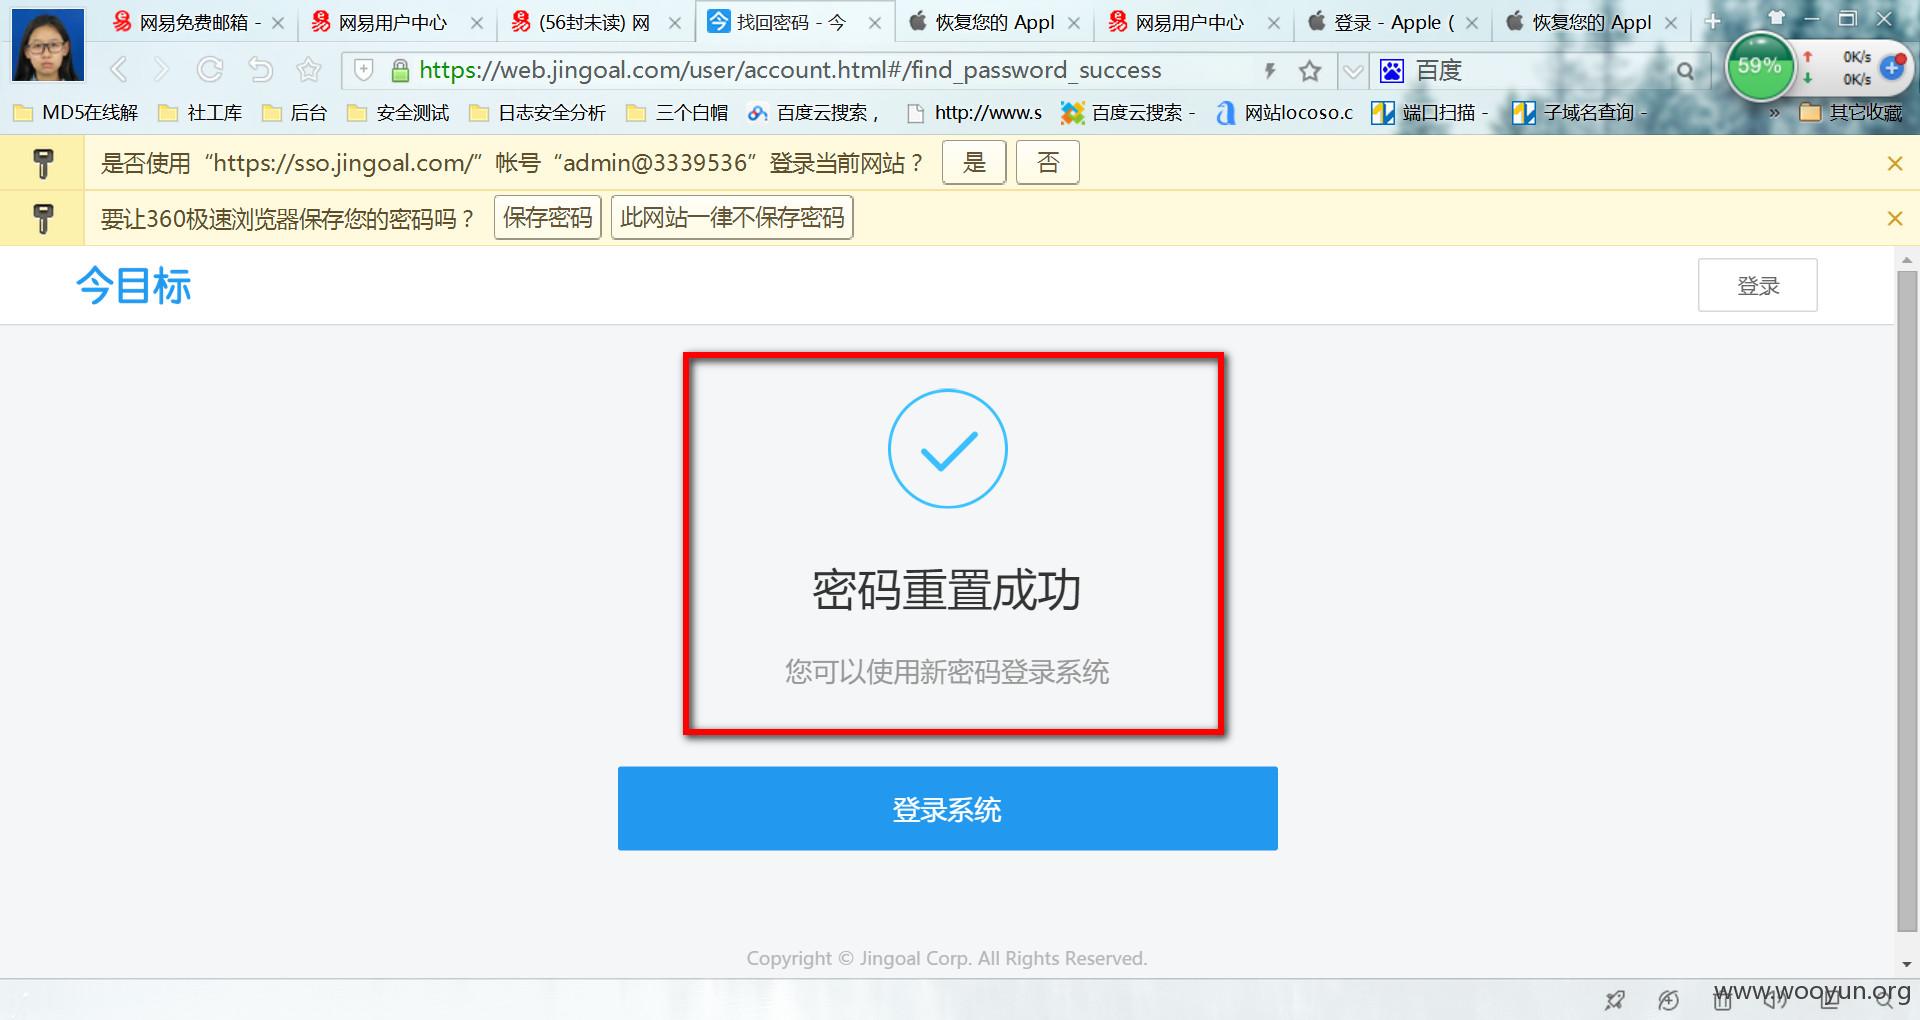 网易免费邮箱 -
网易用户中心
(56封未读) 网
找回密码 - 今
恢复您的 Appl
网易用户中心
登录 - Apple (
恢复您的 Appl
https://web.jingoal.com/user/account.html#/find_password_success
百度
59%
0K/s
0K/s
MD5在线解
社工库
后台
安全测试
日志安全分析
三个白帽
百度云搜索，
http://www.s
百度云搜索 -
网站locoso.c
端口扫描 -
子域名查询 -
»
其它收藏
是否使用“https://sso.jingoal.com/”帐号“admin@3339536”登录当前网站？ 是 否
要让360极速浏览器保存您的密码吗？ 保存密码 此网站一律不保存密码
今目标
登录
密码重置成功
您可以使用新密码登录系统
登录系统
Copyright © Jingoal Corp. All Rights Reserved.
www.wooyun.org